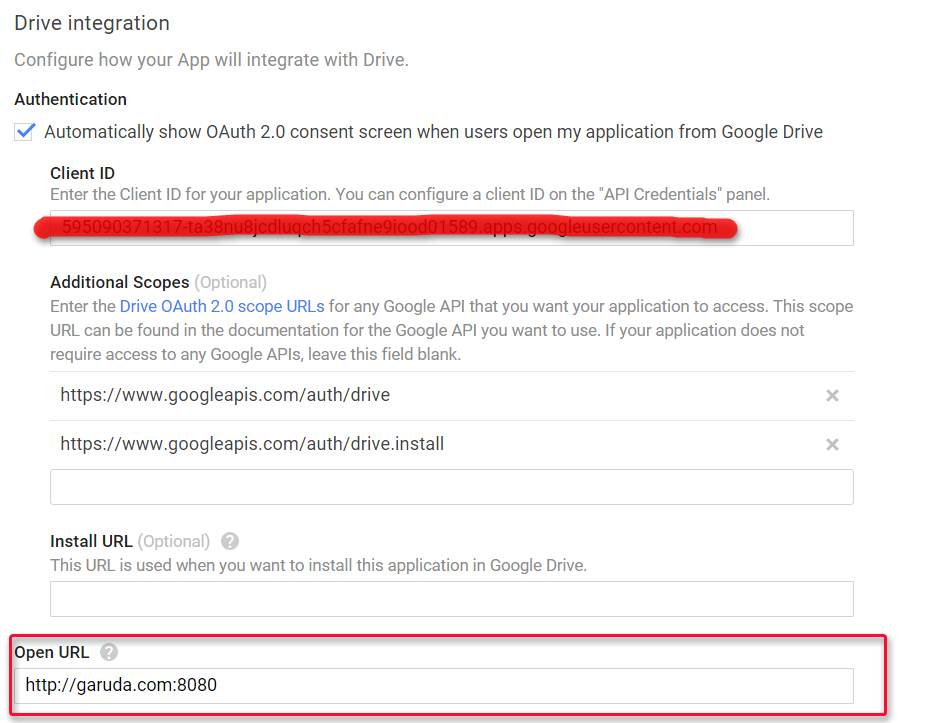 Drive integration
Configure how your App will integrate with Drive.
Authentication
Automatically show OAuth 2.0 consent screen when users open my application from Google Drive
Client ID
Enter the Client ID for your application. You can configure a client ID on the "API Credentials" panel.
Additional Scopes (Optional)
Enter the Drive OAuth 2.0 scope URLs for any Google API that you want your application to access. This scope
URL can be found in the documentation for the Google API you want to use. If your application does not
require access to any Google APIs, leave this field blank.
https://www.googleapis.com/auth/drive
https://www.googleapis.com/auth/drive.install
Install URL (Optional) ?
This URL is used when you want to install this application in Google Drive.
Open URL ?
http://garuda.com:8080